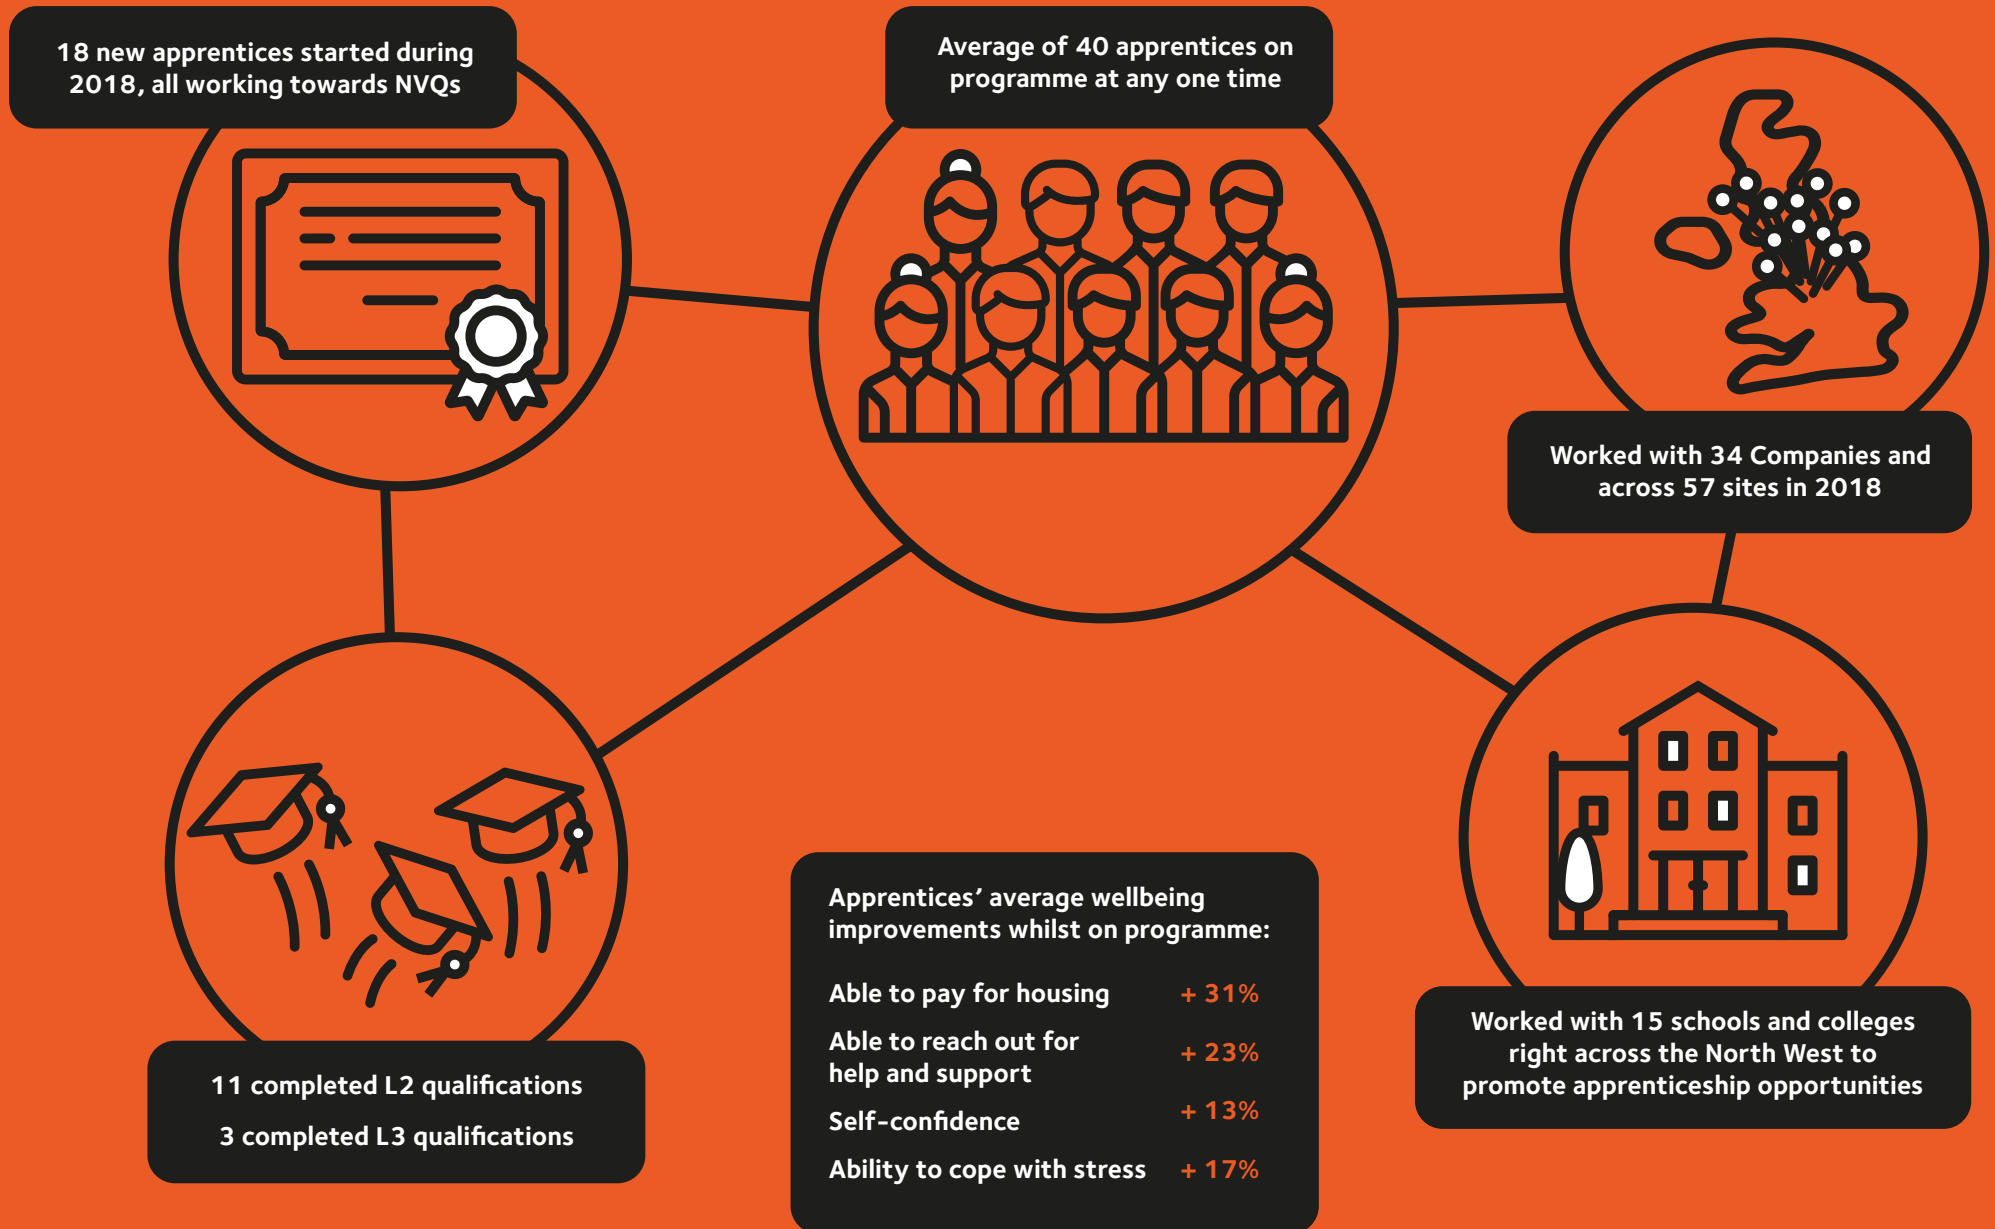 18 new apprentices started during
2018, all working towards NVQs
Average of 40 apprentices on
programme at any one time
Worked with 34 Companies and
across 57 sites in 2018
11 completed L2 qualifications
3 completed L3 qualifications
Apprentices’ average wellbeing
improvements whilst on programme:
Able to pay for housing + 31%
Able to reach out for
help and support + 23%
Self-confidence + 13%
Ability to cope with stress + 17%
Worked with 15 schools and colleges
right across the North West to
promote apprenticeship opportunities